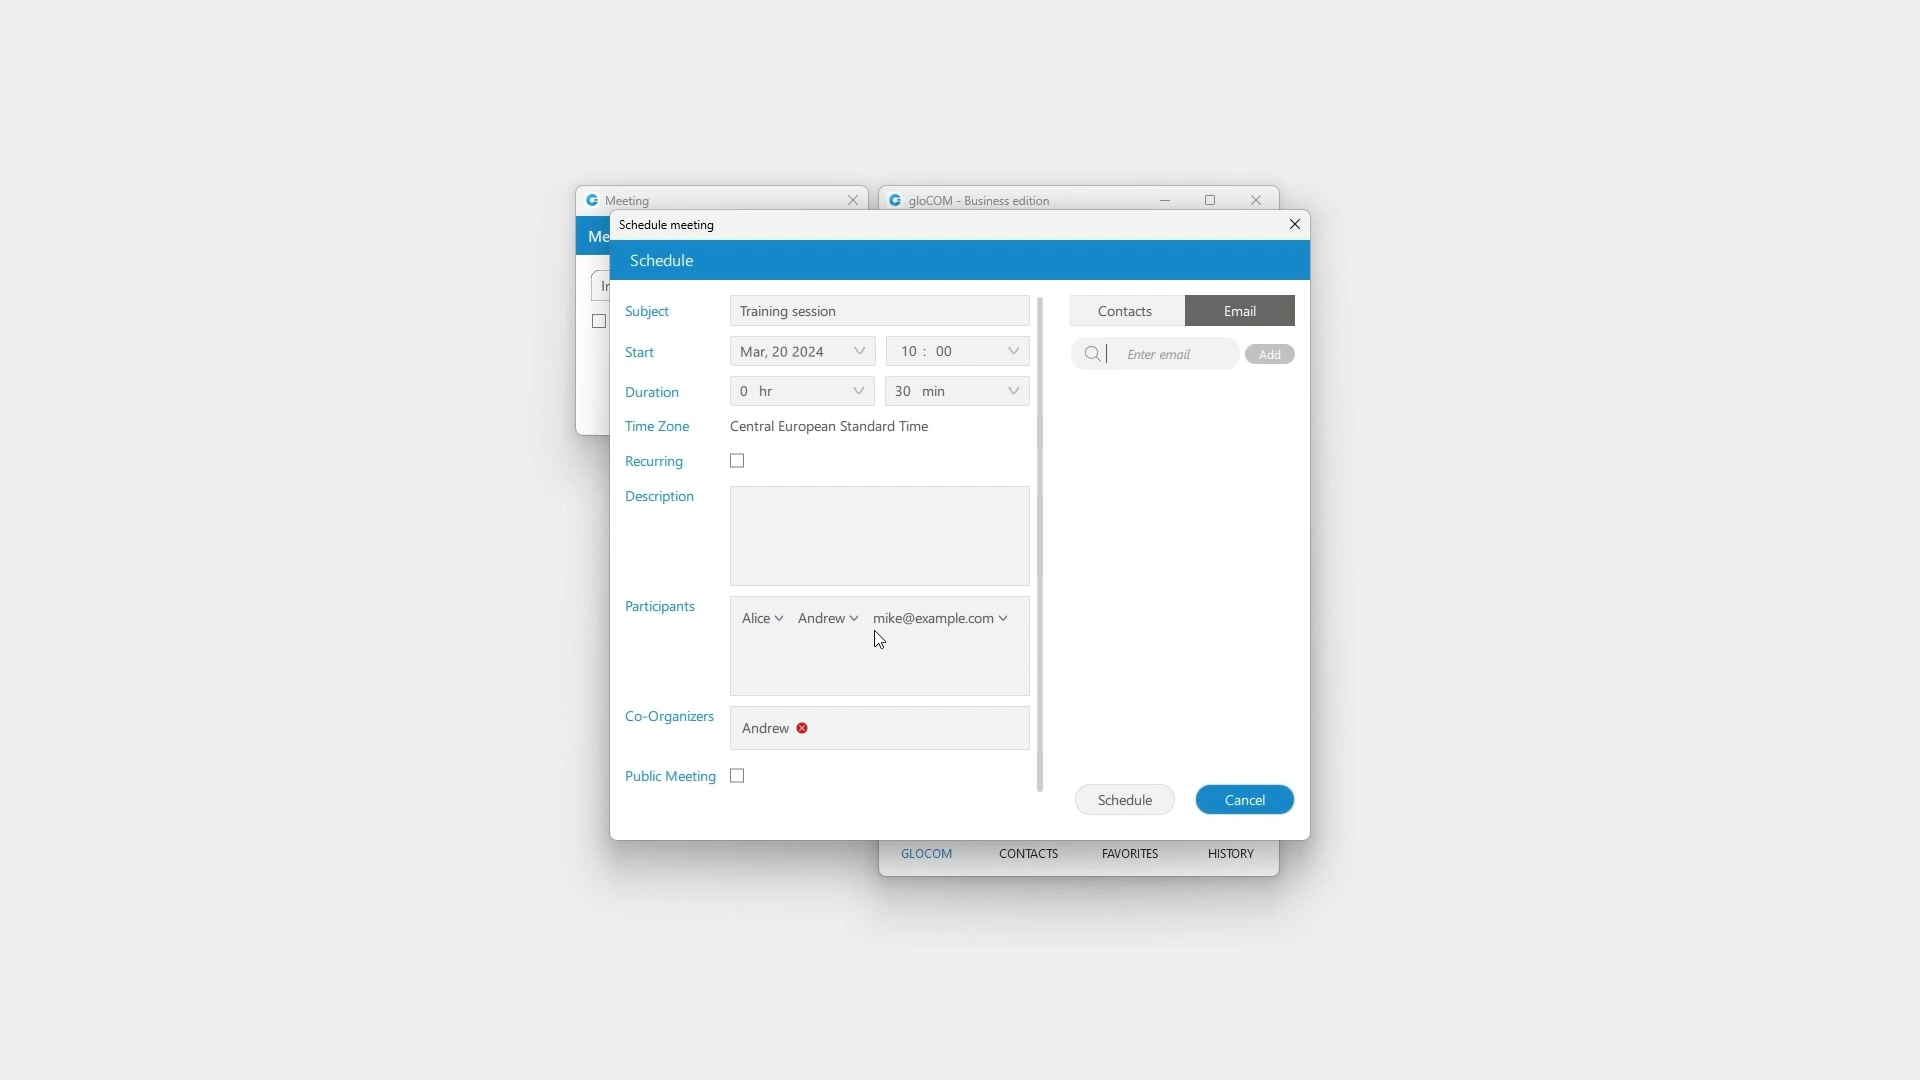 Meeting
gloCOM - Business edition
Schedule meeting
Me
Schedule
Subject
Training session
Contacts
Email
Start
Mar, 20 2024
10 : 00
Enter email
Add
Duration
0 hr
30 min
Time Zone
Central European Standard Time
Recurring
Description
Participants
Alice
Andrew
mike@example.com
Co-Organizers
Andrew
Public Meeting
Schedule
Cancel
GLOCOM
CONTACTS
FAVORITES
HISTORY